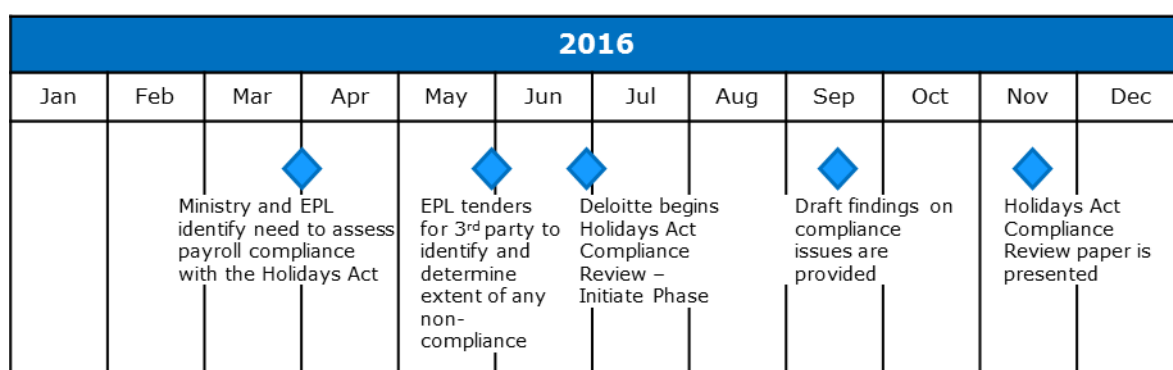 2016
Jan Feb Mar Apr May Jun Jul Aug Sep Oct Nov Dec
Ministry and EPL
identify need to assess
payroll compliance
with the Holidays Act
EPL tenders
for 3rd party to
identify and
determine
extent of any
non-
compliance
Deloitte begins
Holidays Act
Compliance
Review –
Initiate Phase
Draft findings on
compliance
issues are
provided
Holidays Act
Compliance
Review paper is
presented